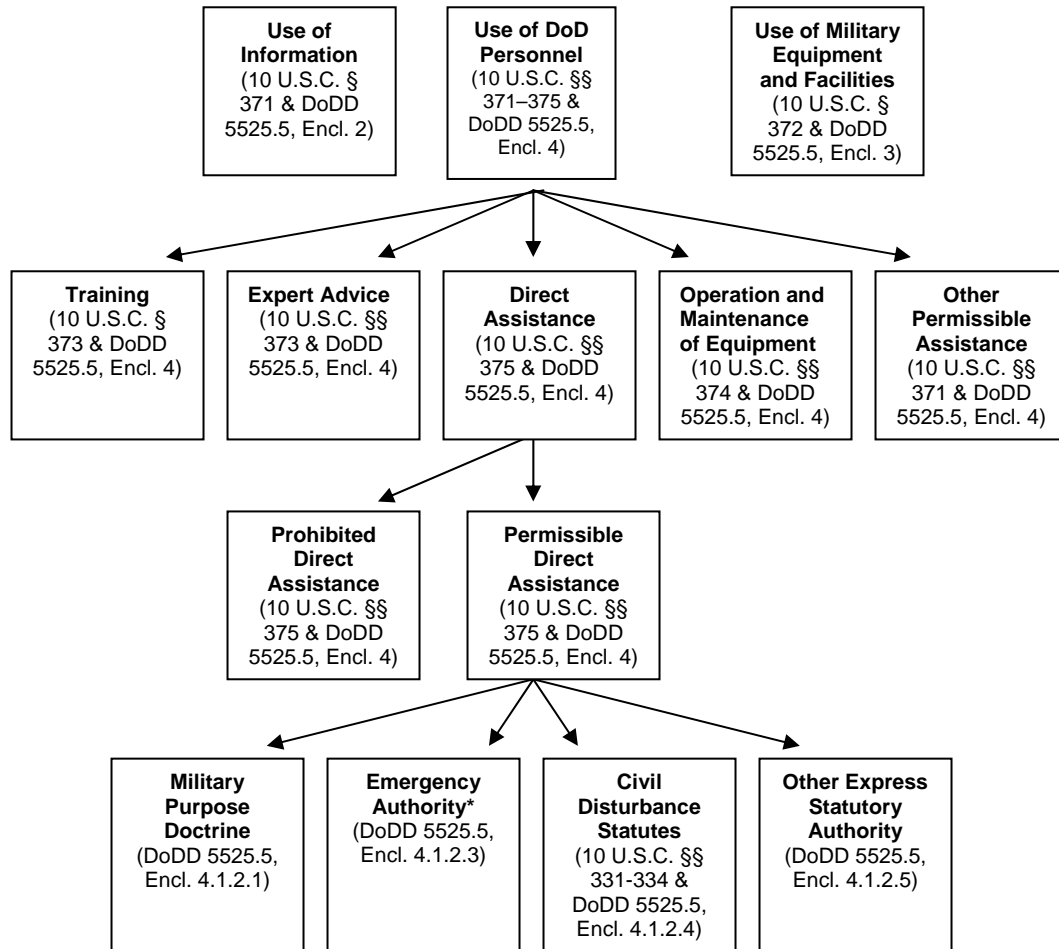 Use of
Information
(10 U.S.C. §
371 & DoDD
5525.5, Encl. 2)
Use of DoD
Personnel
(10 U.S.C. §§
371–375 &
DoDD 5525.5,
Encl. 4)
Use of Military
Equipment
and Facilities
(10 U.S.C. §
372 & DoDD
5525.5, Encl. 3)
Training
(10 U.S.C. §
373 & DoDD
5525.5, Encl. 4)
Expert Advice
(10 U.S.C. §§
373 & DoDD
5525.5, Encl. 4)
Direct
Assistance
(10 U.S.C. §§
375 & DoDD
5525.5, Encl. 4)
Operation and
Maintenance
of Equipment
(10 U.S.C. §§
374 & DoDD
5525.5, Encl. 4)
Other
Permissible
Assistance
(10 U.S.C. §§
371 & DoDD
5525.5, Encl. 4)
Prohibited
Direct
Assistance
(10 U.S.C. §§
375 & DoDD
5525.5, Encl. 4)
Permissible
Direct
Assistance
(10 U.S.C. §§
375 & DoDD
5525.5, Encl. 4)
Military
Purpose
Doctrine
(DoDD 5525.5,
Encl. 4.1.2.1)
Emergency
Authority*
(DoDD 5525.5,
Encl. 4.1.2.3)
Civil
Disturbance
Statutes
(10 U.S.C. §§
331-334 &
DoDD 5525.5,
Encl. 4.1.2.4)
Other Express
Statutory
Authority
(DoDD 5525.5,
Encl. 4.1.2.5)